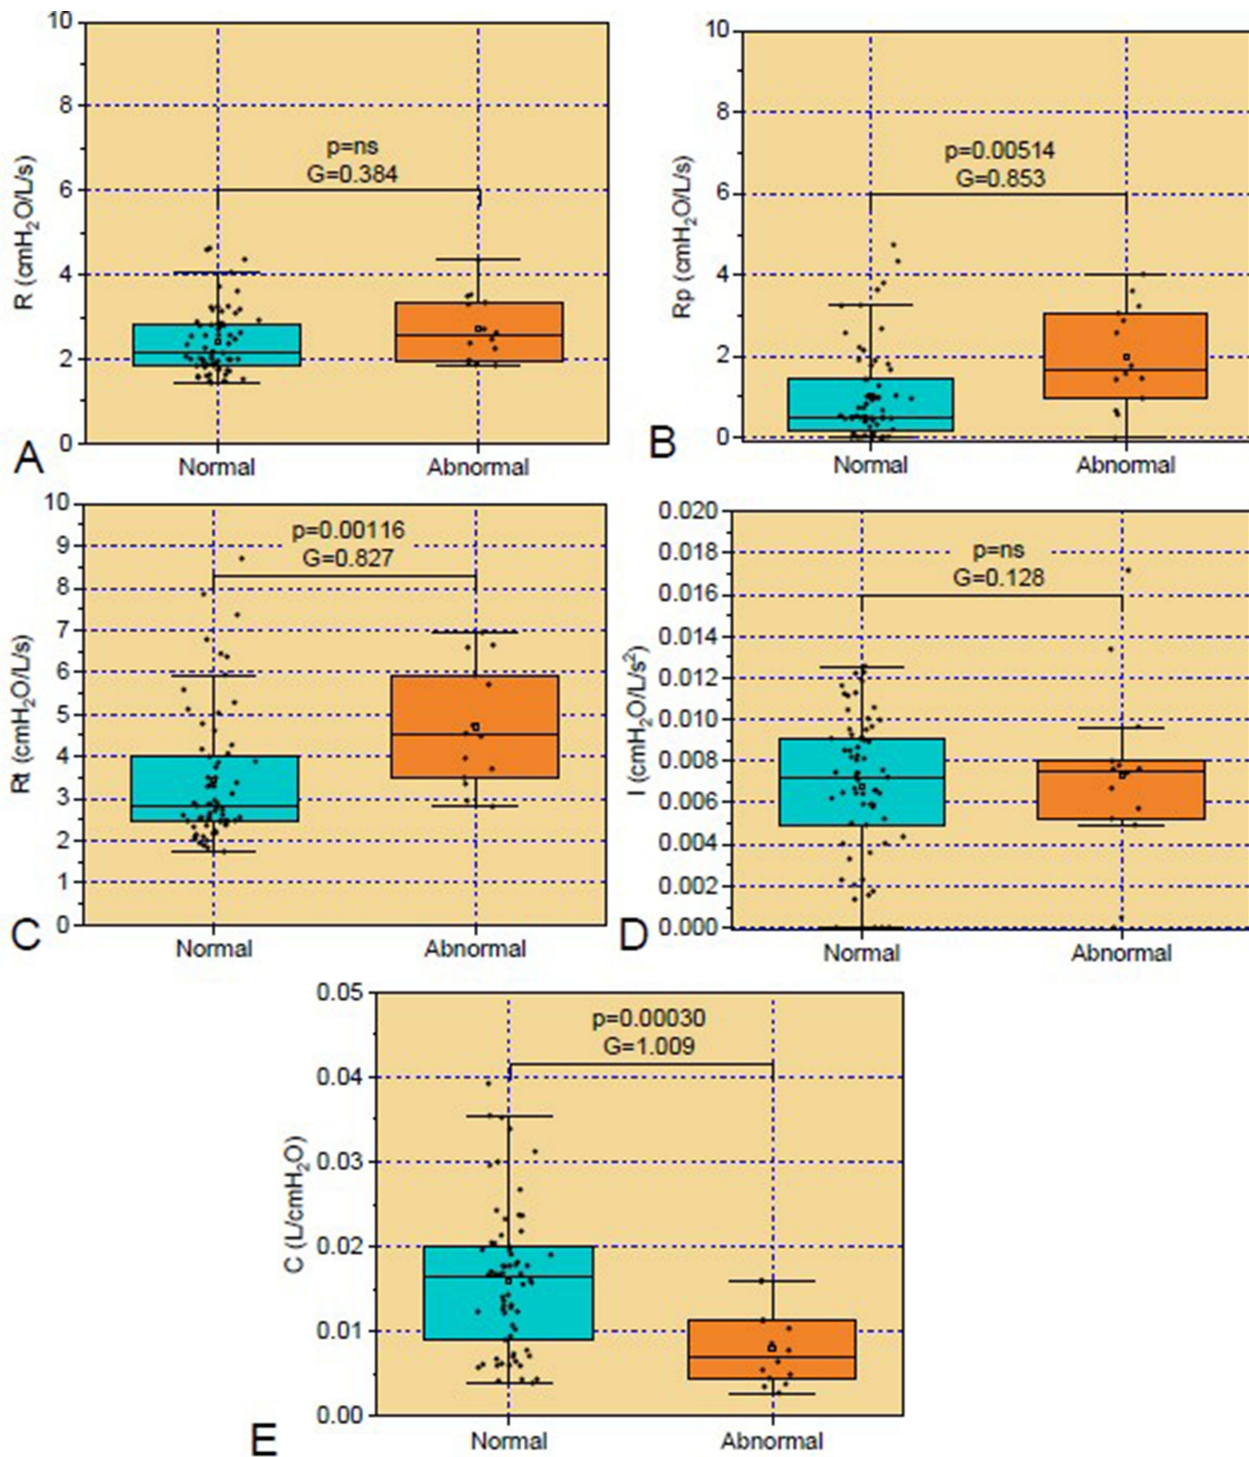 10
8
6
4
2
0
R (cmH2O/L/s)
p=ns
G=0.384
Normal
Abnormal
A
10
8
6
4
2
0
Rp (cmH2O/L/s)
p=0.00514
G=0.853
Normal
Abnormal
B
10
9
8
7
6
5
4
3
2
1
0
Rt (cmH2O/L/s)
p=0.00116
G=0.827
Normal
Abnormal
C
0.020
0.018
0.016
0.014
0.012
0.010
0.008
0.006
0.004
0.002
0.000
I (cmH2O/L/s2)
p=ns
G=0.128
Normal
Abnormal
D
0.05
0.04
0.03
0.02
0.01
0.00
C (L/cmH2O)
p=0.00030
G=1.009
Normal
Abnormal
E